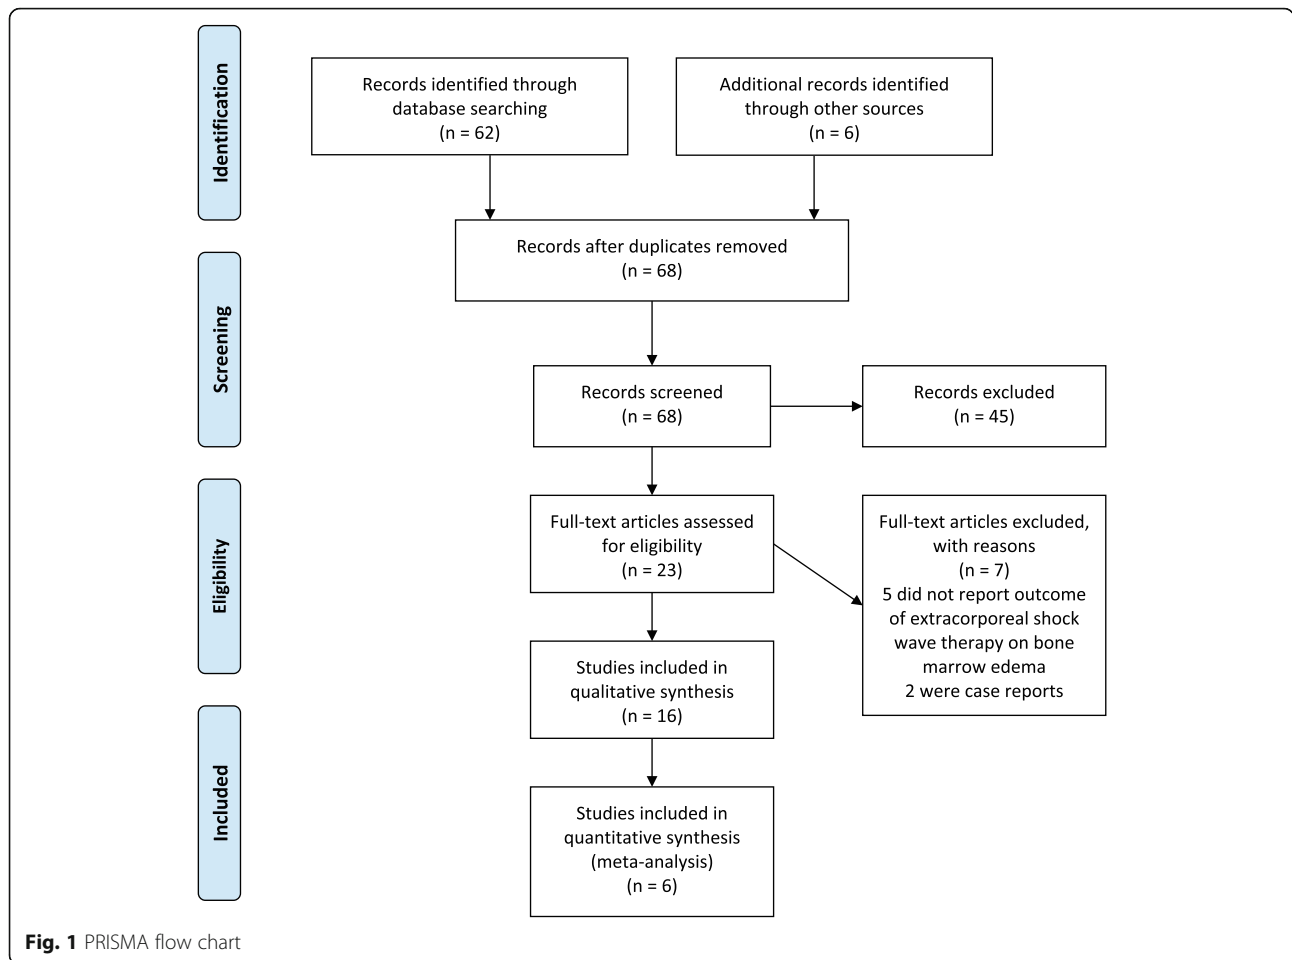 Identification
Records identified through
database searching
(n = 62)
Additional records identified
through other sources
(n = 6)
Records after duplicates removed
(n = 68)
Screening
Records screened
(n = 68)
Records excluded
(n = 45)
Eligibility
Full-text articles assessed
for eligibility
(n = 23)
Full-text articles excluded,
with reasons
(n = 7)
5 did not report outcome
of extracorporeal shock
wave therapy on bone
marrow edema
2 were case reports
Studies included in
qualitative synthesis
(n = 16)
Included
Studies included in
quantitative synthesis
(meta-analysis)
(n = 6)
Fig. 1 PRISMA flow chart